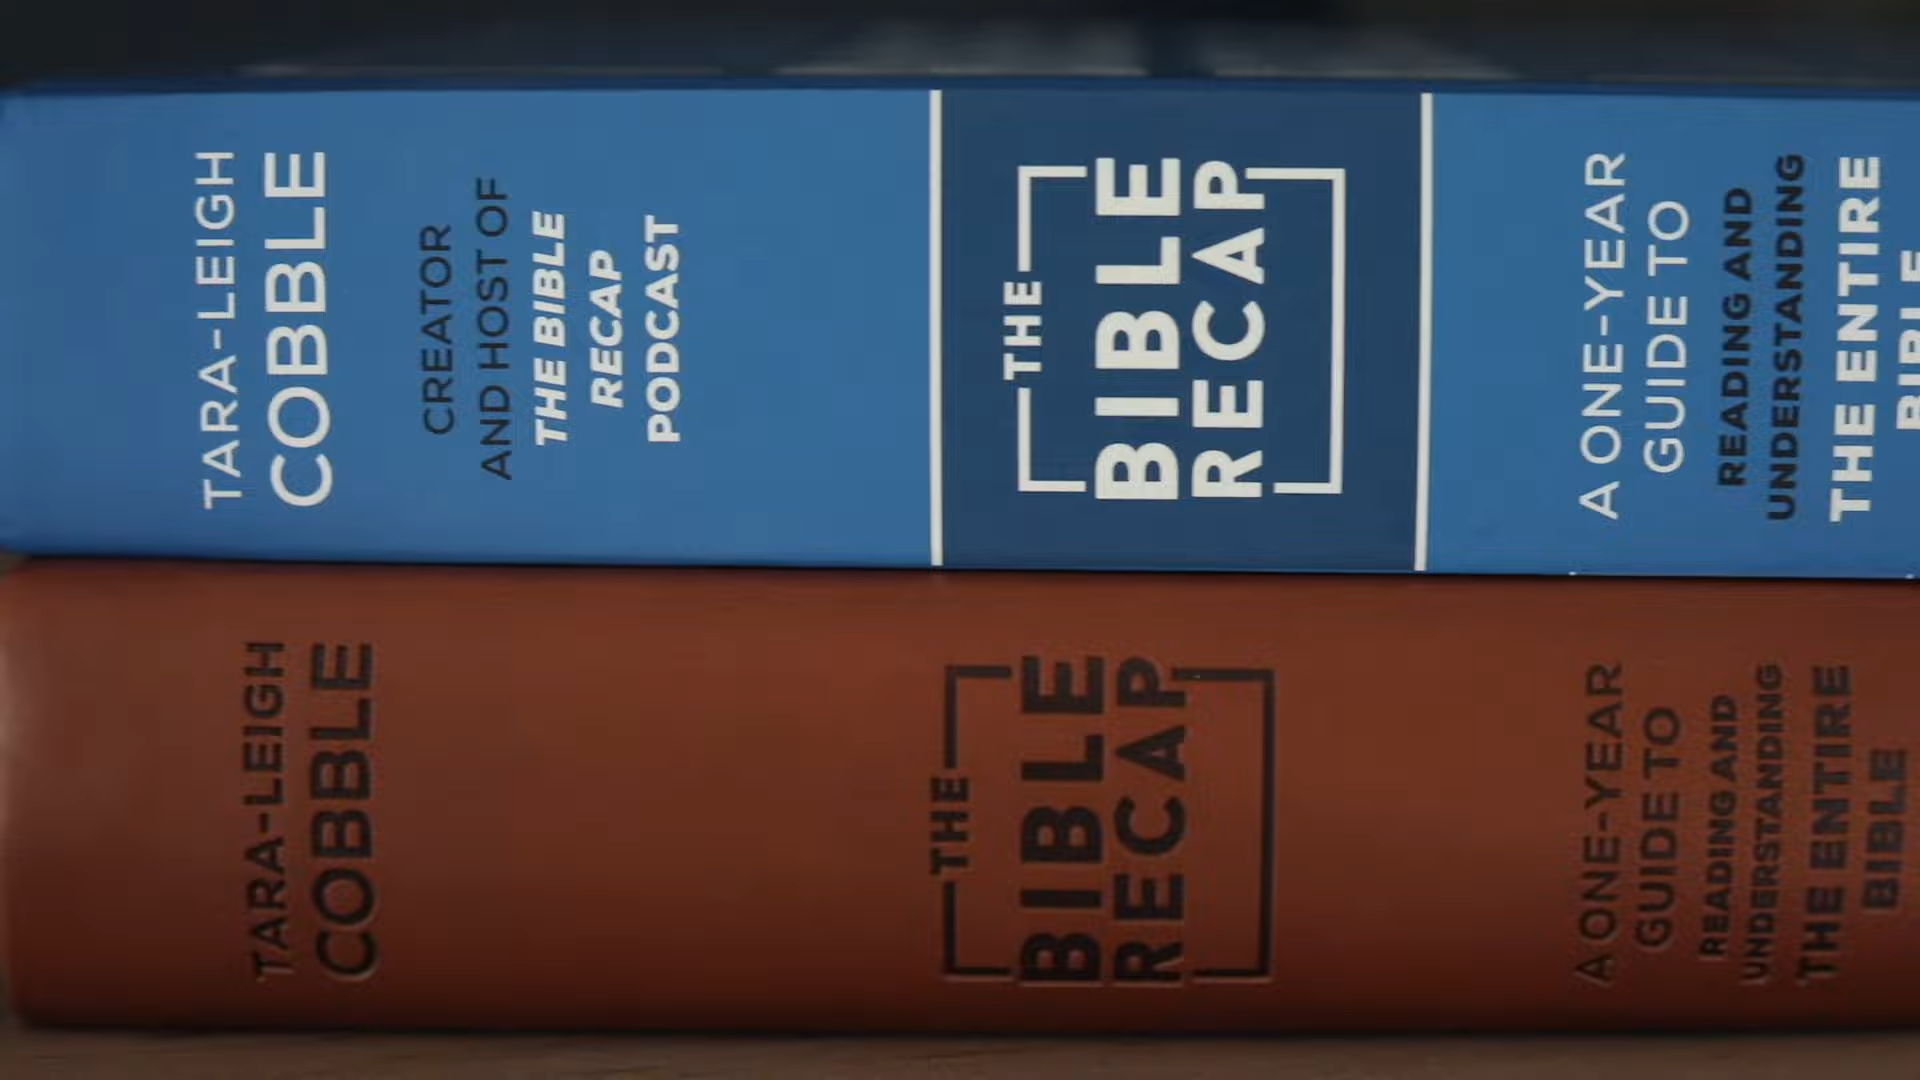 TARA-LEIGH
COBBLE
CREATOR
AND HOST OF
THE BIBLE
RECAP
PODCAST
THE
BIBLE
RECAP
A ONE-YEAR
GUIDE TO
READING AND
UNDERSTANDING
THE ENTIRE
BIBLE
TARA-LEIGH
COBBLE
THE
BIBLE
RECAP
A ONE-YEAR
GUIDE TO
READING AND
UNDERSTANDING
THE ENTIRE
BIBLE